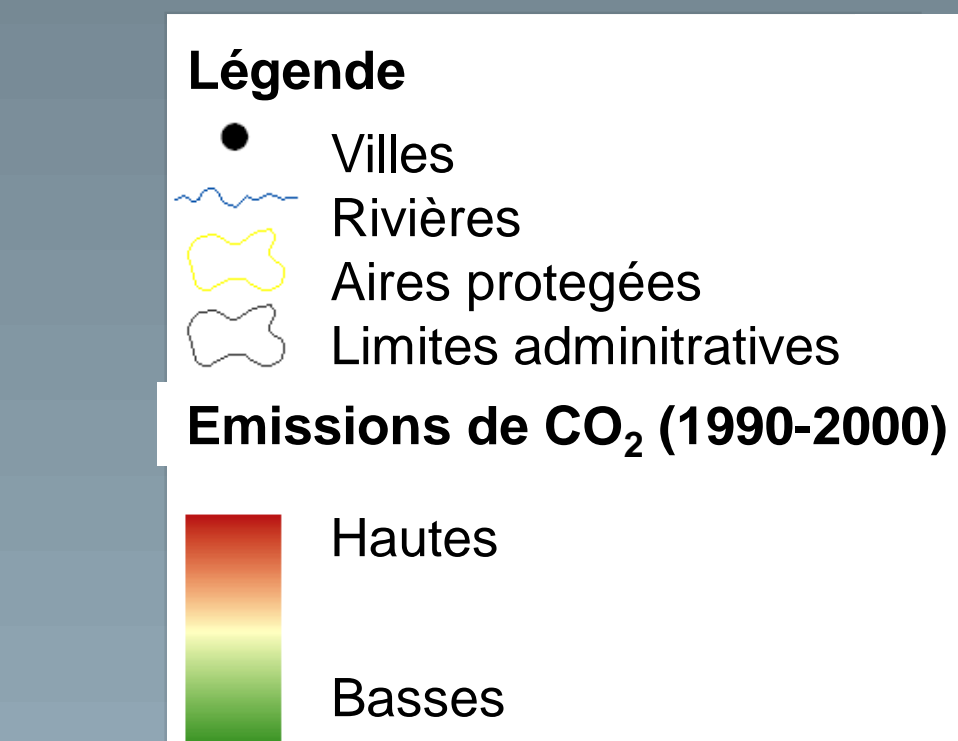 Légende
Villes
Rivières
Aires protegées
Limites adminitratives
Emissions de CO₂ (1990-2000)
Hautes
Basses